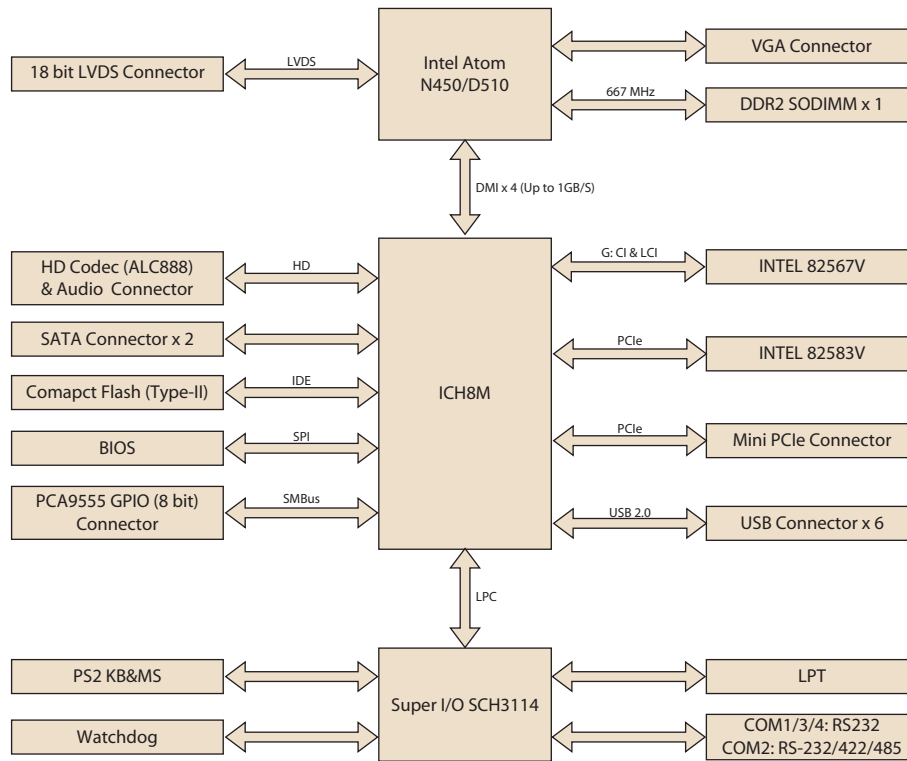 Intel Atom
N450/D510
18 bit LVDS Connector
LVDS
VGA Connector
667 MHz
DDR2 SODIMM x 1
DMI x 4 (Up to 1GB/S)
HD Codec (ALC888)
& Audio Connector
HD
SATA Connector x 2
Comapct Flash (Type-II)
IDE
BIOS
SPI
PCA9555 GPIO (8 bit)
Connector
SMBus
ICH8M
G: CI & LCI
INTEL 82567V
PCIe
INTEL 82583V
PCIe
Mini PCIe Connector
USB 2.0
USB Connector x 6
LPC
PS2 KB&MS
Watchdog
Super I/O SCH3114
LPT
COM1/3/4: RS232
COM2: RS-232/422/485